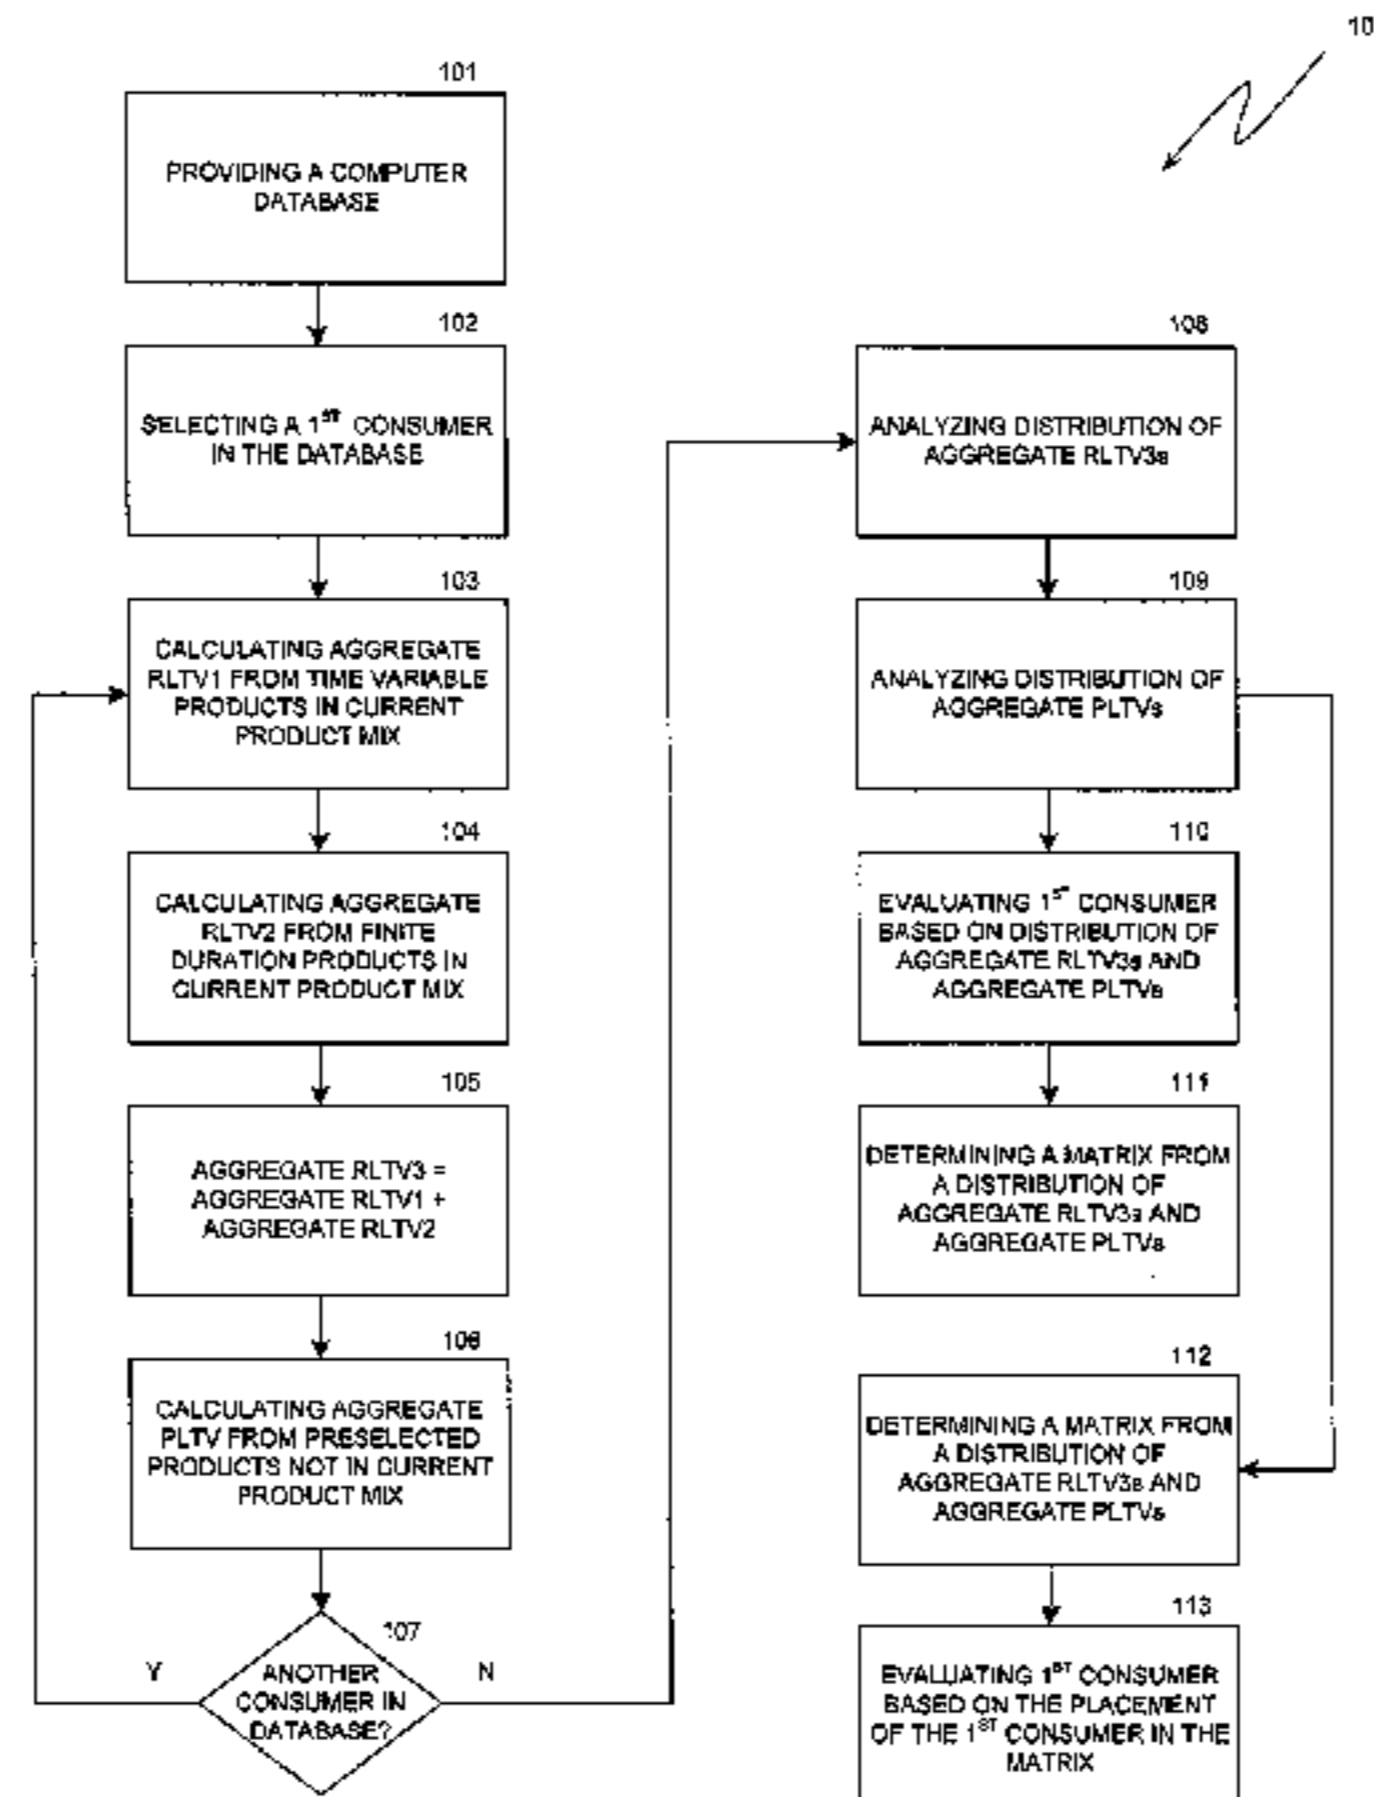 10
101
PROVIDING A COMPUTER
DATABASE
102
SELECTING A 1ST CONSUMER
IN THE DATABASE
103
CALCULATING AGGREGATE
RLTV1 FROM TIME VARIABLE
PRODUCTS IN CURRENT
PRODUCT MIX
104
CALCULATING AGGREGATE
RLTV2 FROM FINITE
DURATION PRODUCTS IN
CURRENT PRODUCT MIX
105
AGGREGATE RLTV3 =
AGGREGATE RLTV1 +
AGGREGATE RLTV2
106
CALCULATING AGGREGATE
PLTV FROM PRESELECTED
PRODUCTS NOT IN CURRENT
PRODUCT MIX
107
Y
ANOTHER
CONSUMER IN
DATABASE?
N
108
ANALYZING DISTRIBUTION OF
AGGREGATE RLTV3s
109
ANALYZING DISTRIBUTION OF
AGGREGATE PLTVs
110
EVALUATING 1ST CONSUMER
BASED ON DISTRIBUTION OF
AGGREGATE RLTV3s AND
AGGREGATE PLTVs
111
DETERMINING A MATRIX FROM
A DISTRIBUTION OF
AGGREGATE RLTV3s AND
AGGREGATE PLTVs
112
DETERMINING A MATRIX FROM
A DISTRIBUTION OF
AGGREGATE RLTV3s AND
AGGREGATE PLTVs
113
EVALUATING 1ST CONSUMER
BASED ON THE PLACEMENT
OF THE 1ST CONSUMER IN THE
MATRIX